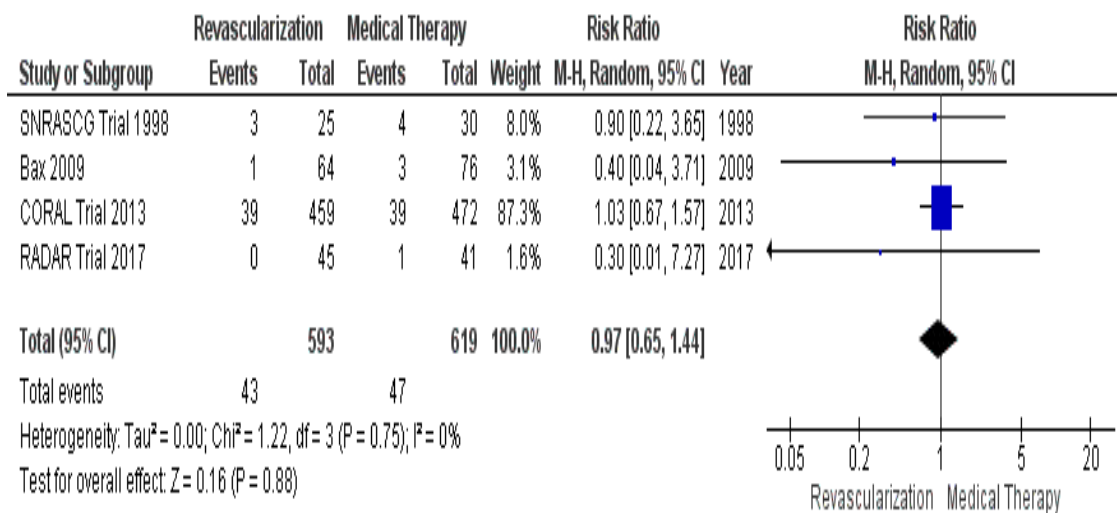 Revascularization Medical Therapy Risk Ratio Risk Ratio
Study or Subgroup Events Total Events Total Weight M-H, Random, 95% CI Year M-H, Random, 95% CI
SNRASCG Trial 1998 3 25 4 30 8.0% 0.90 [0.22, 3.65] 1998
Bax 2009 1 64 3 76 3.1% 0.40 [0.04, 3.71] 2009
CORAL Trial 2013 39 459 39 472 87.3% 1.03 [0.67, 1.57] 2013
RADAR Trial 2017 0 45 1 41 1.6% 0.30 [0.01, 7.27] 2017
Total (95% CI) 593 619 100.0% 0.97 [0.65, 1.44]
Total events 43 47
Heterogeneity: Tau² = 0.00; Chi² = 1.22, df = 3 (P = 0.75); I² = 0%
Test for overall effect: Z = 0.16 (P = 0.88)
0.05 0.2 1 5 20
Revascularization Medical Therapy